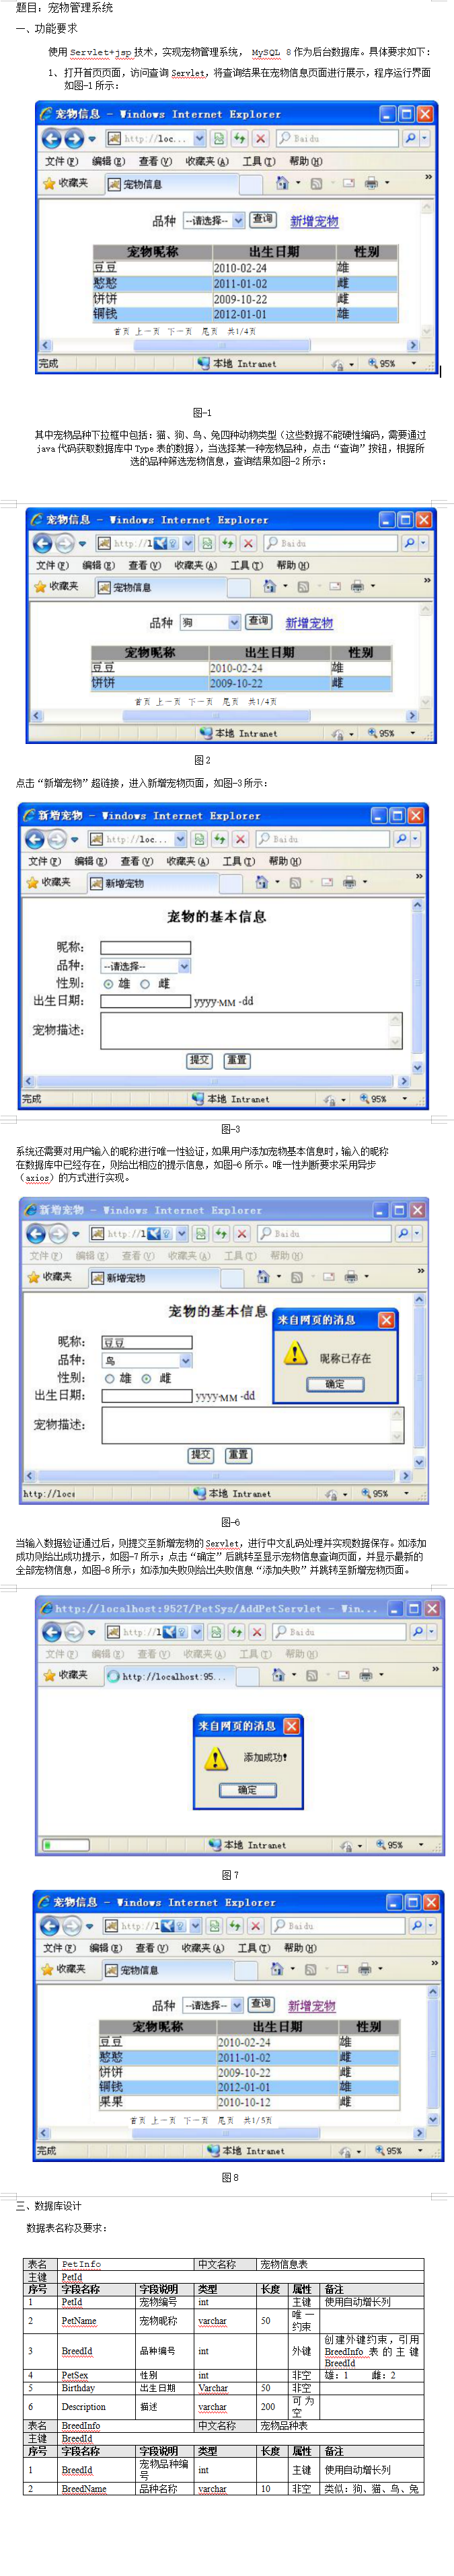 题目：宠物管理系统
一、功能要求
使用 Servlet+jsp 技术，实现宠物管理系统， MySQL 8 作为后台数据库。具体要求如下：
1、打开首页页面，访问查询 Servlet，将查询结果在宠物信息页面进行展示，程序运行界面
如图-1 所示：
宠物信息 - Windows Internet Explorer
http://loc... Baidu
文件(F) 编辑(E) 查看(V) 收藏夹(A) 工具(T) 帮助(H)
收藏夹 宠物信息
品种 --请选择-- 查询 新增宠物
宠物昵称 出生日期 性别
豆豆 2010-02-24 雄
憨憨 2011-01-02 雌
饼饼 2009-10-22 雌
铜钱 2012-01-01 雄
首页 上一页 下一页 尾页 共1/4页
完成 本地 Intranet 95%
图-1
其中宠物品种下拉框中包括：猫、狗、鸟、兔四种动物类型（这些数据不能硬性编码，需要通过
java 代码获取数据库中 Type 表的数据），当选择某一种宠物品种，点击“查询”按钮，根据所
选的品种筛选宠物信息，查询结果如图-2 所示：
宠物信息 - Windows Internet Explorer
http://l Baidu
文件(F) 编辑(E) 查看(V) 收藏夹(A) 工具(T) 帮助(H)
收藏夹 宠物信息
品种 狗 查询 新增宠物
宠物昵称 出生日期 性别
豆豆 2010-02-24 雄
饼饼 2009-10-22 雌
首页 上一页 下一页 尾页 共1/4页
本地 Intranet 95%
图 2
点击“新增宠物”超链接，进入新增宠物页面，如图-3 所示：
新增宠物 - Windows Internet Explorer
http://loc... Baidu
文件(F) 编辑(E) 查看(V) 收藏夹(A) 工具(T) 帮助(H)
收藏夹 新增宠物
宠物的基本信息
昵称：
品种： --请选择--
性别： 雄 雌
出生日期： yyyy-MM -dd
宠物描述：
提交 重置
完成 本地 Intranet 95%
图-3
系统还需要对用户输入的昵称进行唯一性验证，如果用户添加宠物基本信息时，输入的昵称
在数据库中已经存在，则给出相应的提示信息，如图-6 所示。唯一性判断要求采用异步
（axios）的方式进行实现。
新增宠物 - Windows Internet Explorer
http://l Baidu
文件(F) 编辑(E) 查看(V) 收藏夹(A) 工具(T) 帮助(H)
收藏夹 新增宠物
宠物的基本信息
来自网页的消息
昵称已存在
确定
昵称： 豆豆
品种： 鸟
性别： 雄 雌
出生日期： yyyy-MM -dd
宠物描述：
提交 重置
http://loca 本地 Intranet 95%
图-6
当输入数据验证通过后，则提交至新增宠物的 Servlet，进行中文乱码处理并实现数据保存。如添加
成功则给出成功提示，如图-7 所示；点击“确定”后跳转至显示宠物信息查询页面，并显示最新的
全部宠物信息，如图-8 所示；如添加失败则给出失败信息“添加失败”并跳转至新增宠物页面。
http://localhost:9527/PetSys/AddPetServlet - Win...
http://l Baidu
文件(F) 编辑(E) 查看(V) 收藏夹(A) 工具(T) 帮助(H)
收藏夹 http://localhost:95...
来自网页的消息
添加成功!
确定
本地 Intranet 95%
图 7
宠物信息 - Windows Internet Explorer
http://l Baidu
文件(F) 编辑(E) 查看(V) 收藏夹(A) 工具(T) 帮助(H)
收藏夹 宠物信息
品种 --请选择-- 查询 新增宠物
宠物昵称 出生日期 性别
豆豆 2010-02-24 雄
憨憨 2011-01-02 雌
饼饼 2009-10-22 雌
铜钱 2012-01-01 雄
果果 2010-10-12 雌
首页 上一页 下一页 尾页 共1/5页
完成 本地 Intranet 95%
图 8
三、数据库设计
数据表名称及要求：
表名 PetInfo 中文名称 宠物信息表
主键 PetId
序号 字段名称 字段说明 类型 长度 属性 备注
1 PetId 宠物编号 int 主键 使用自动增长列
2 PetName 宠物昵称 varchar 50 唯一约束
3 BreedId 品种编号 int 外键 创建外键约束，引用 BreedInfo 表的主键 BreedId
4 PetSex 性别 int 非空 雄：1 雌：2
5 Birthday 出生日期 Varchar 50 非空
6 Description 描述 varchar 200 可为空
表名 BreedInfo 中文名称 宠物品种表
主键 BreedId
序号 字段名称 字段说明 类型 长度 属性 备注
1 BreedId 宠物品种编号 int 主键 使用自动增长列
2 BreedName 品种名称 varchar 10 非空 类似：狗、猫、鸟、兔